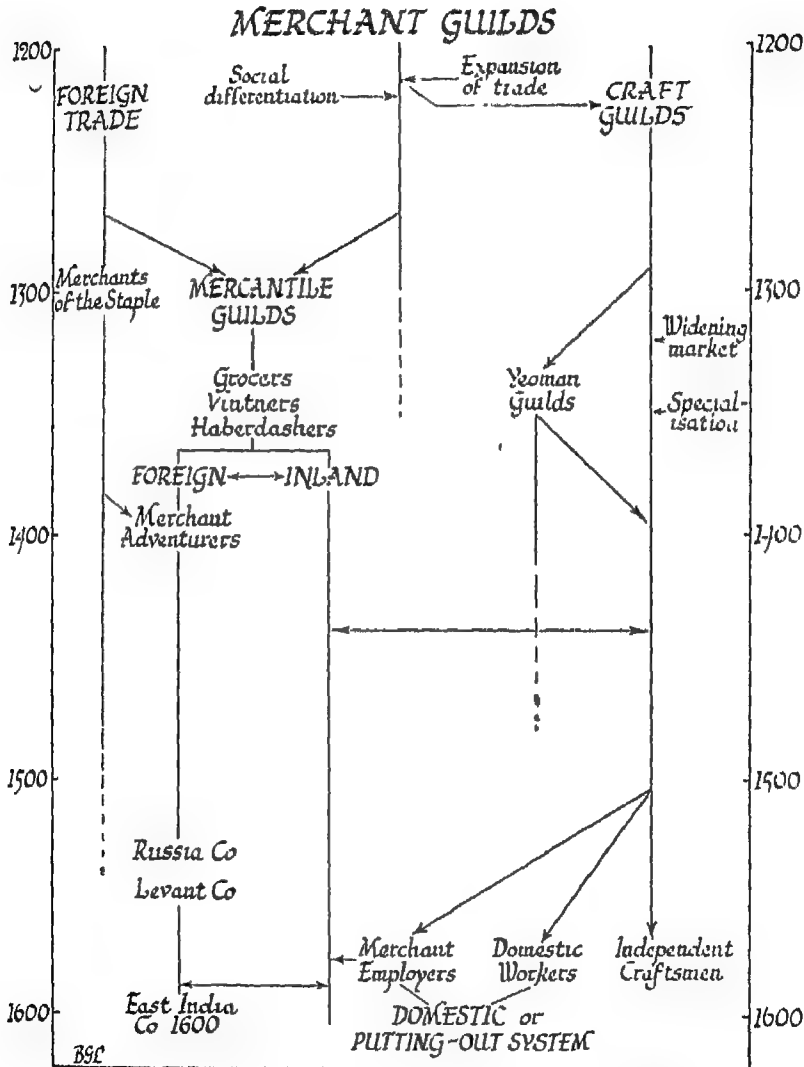 MERCHANT GUILDS
1200
1200
FOREIGN
TRADE
Social
differentiation
Expansion
of trade
CRAFT
GUILDS
Merchants
of the Staple
1300
MERCANTILE
GUILDS
1300
Widening
market
Grocers
Vintners
Haberdashers
Yeoman
Guilds
Special-
isation
FOREIGN
INLAND
Merchant
Adventurers
1400
1400
1500
1500
Russia Co
Levant Co
Merchant
Employers
Domestic
Workers
Independent
Craftsmen
East India
Co 1600
DOMESTIC or
PUTTING-OUT SYSTEM
1600
1600